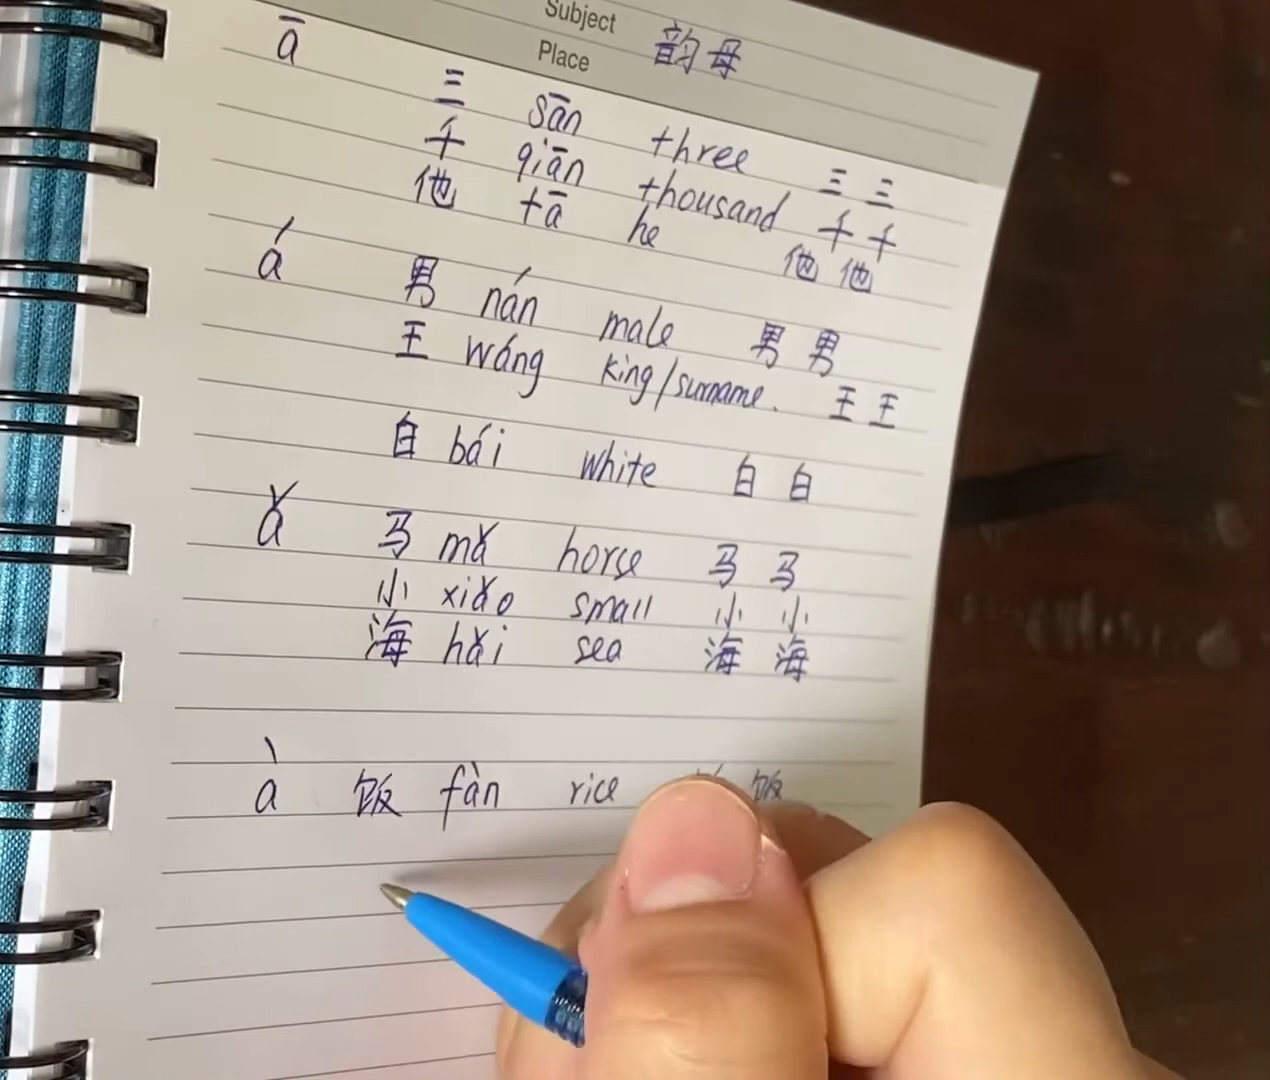 Subject 韵母
Place
ā
三 sān three 三 三
千 qiān thousand 千 千
他 tā he 他 他
á
男 nán male 男 男
王 wáng king/surname. 王 王
白 bái white 白 白
ǎ 马 mǎ horse 马 马
小 xiǎo small 小 小
海 hǎi sea 海 海
à 饭 fàn rice 饭